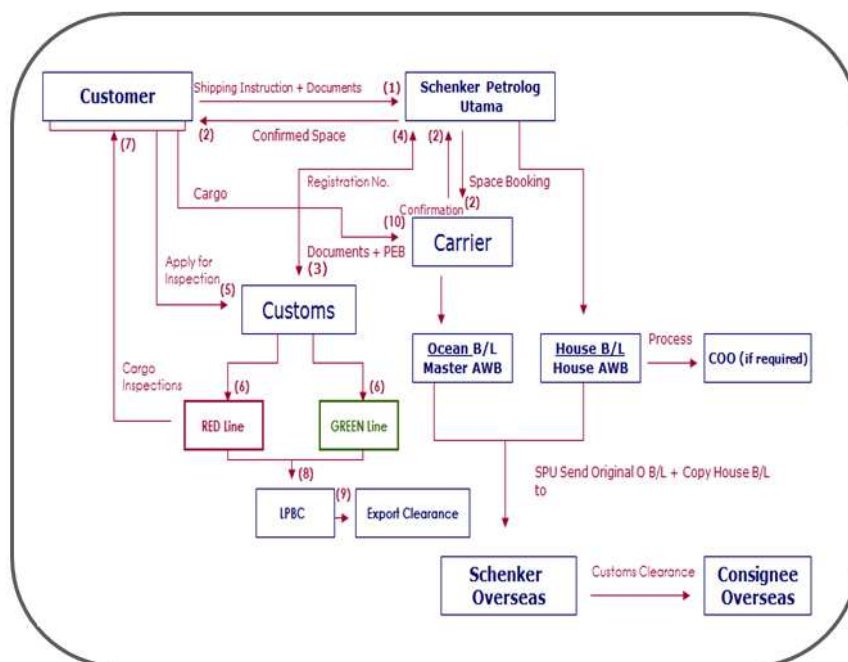 Customer
Shipping Instruction + Documents
(1)
Schenker Petrolog
Utama
(2)
Confirmed Space
(4)
(2)
(7)
Registration No.
Space Booking
Cargo
Confirmation
(2)
(10)
Carrier
Documents + PEB
(3)
Apply for
Inspection
(5)
Customs
Ocean B/L
Master AWB
House B/L
House AWB
Process
COO (if required)
Cargo
Inspections
(6)
(6)
RED Line
GREEN Line
(8)
SPU Send Original O B/L + Copy House B/L
to
LPBC
(9)
Export Clearance
Schenker
Overseas
Customs Clearance
Consignee
Overseas